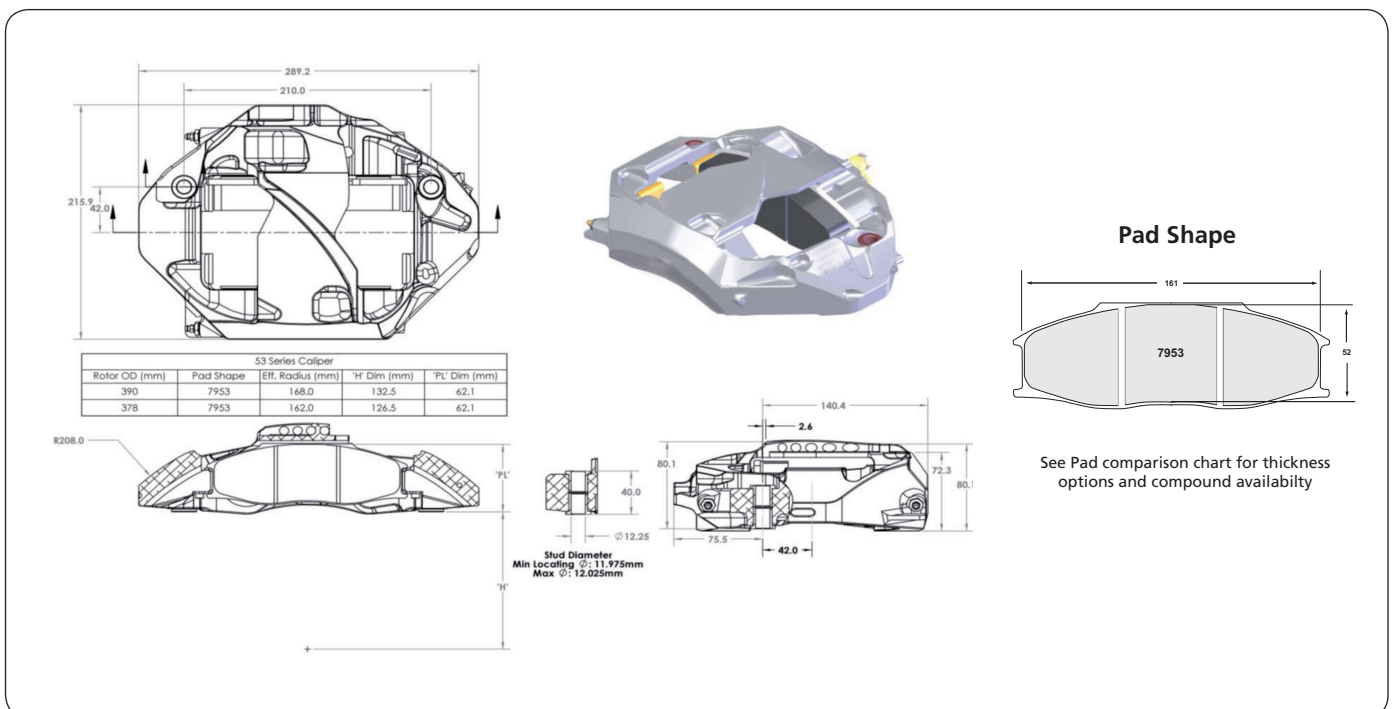 289.2
210.0
215.9
42.0
53 Series Caliper
Rotor OD (mm) Pad Shape Eff. Radius (mm) 'H' Dim (mm) 'PL' Dim (mm)
390 7953 168.0 132.5 62.1
378 7953 162.0 126.5 62.1
R208.0
'PL'
'H'
40.0
Ø12.25
Stud Diameter
Min Locating Ø: 11.975mm
Max Ø: 12.025mm
140.4
2.6
80.1
72.3
80.1
75.5
42.0
Pad Shape
161
7953
52
See Pad comparison chart for thickness
options and compound availabilty